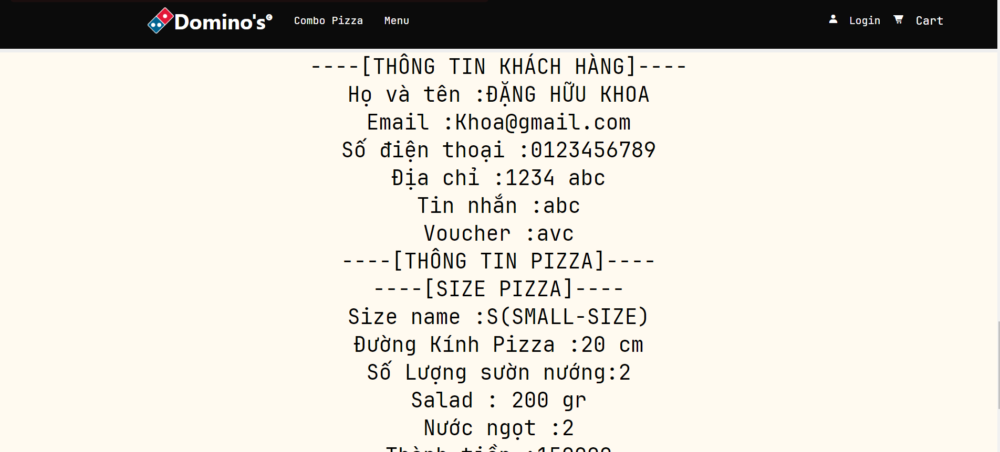 Domino's©
Combo Pizza
Menu
Login
Cart
----[THÔNG TIN KHÁCH HÀNG]----
Họ và tên :ĐẶNG HỮU KHOA
Email :Khoa@gmail.com
Số điện thoại :0123456789
Địa chỉ :1234 abc
Tin nhắn :abc
Voucher :avc
----[THÔNG TIN PIZZA]----
----[SIZE PIZZA]----
Size name :S(SMALL-SIZE)
Đường Kính Pizza :20 cm
Số Lượng sườn nướng:2
Salad : 200 gr
Nước ngọt :2
Thành tiền